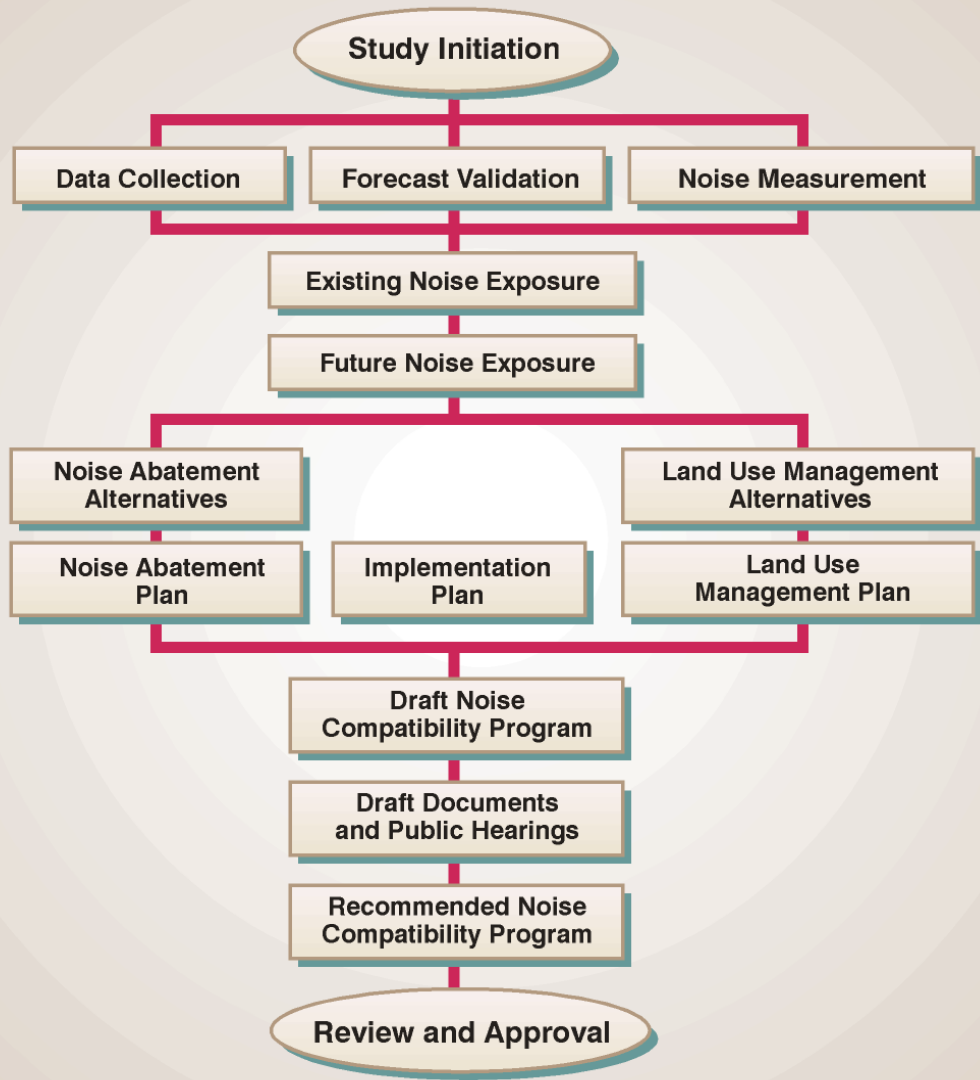 Study Initiation
Data Collection
Forecast Validation
Noise Measurement
Existing Noise Exposure
Future Noise Exposure
Noise Abatement
Alternatives
Land Use Management
Alternatives
Noise Abatement
Plan
Implementation
Plan
Land Use
Management Plan
Draft Noise
Compatibility Program
Draft Documents
and Public Hearings
Recommended Noise
Compatibility Program
Review and Approval